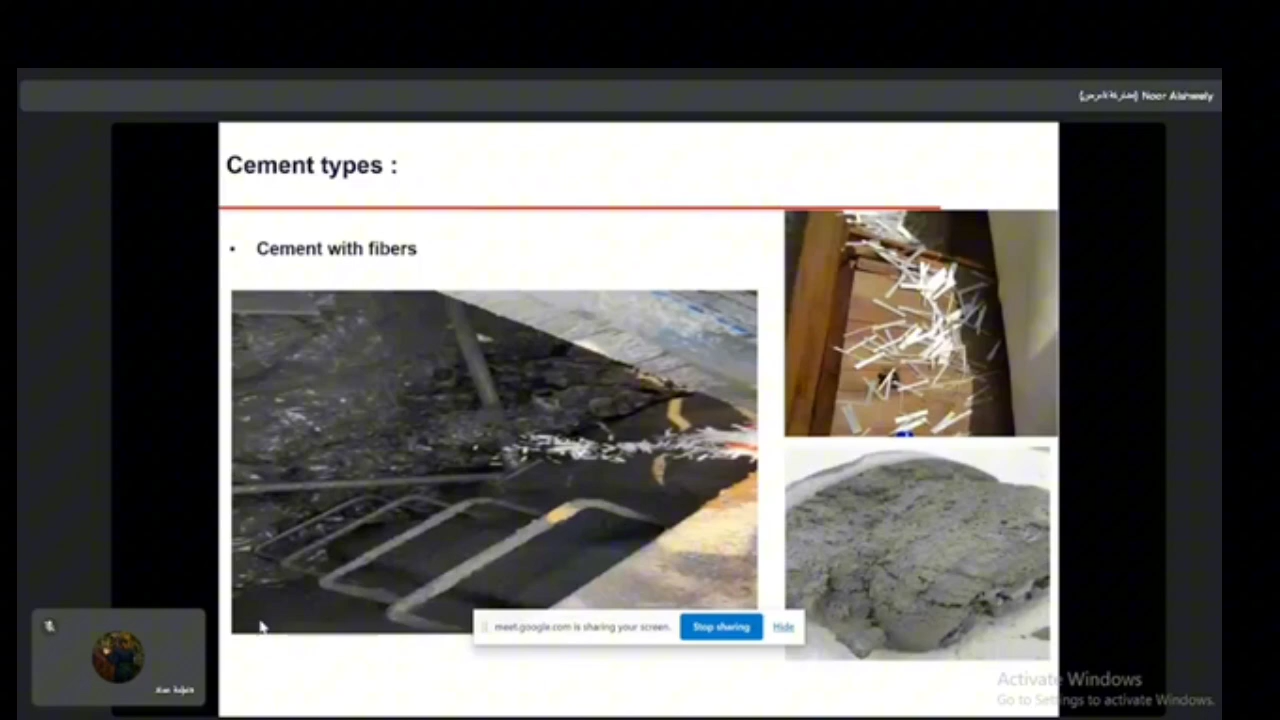 Noor Alshwely
Cement types :
• Cement with fibers
meet.google.com is sharing your screen. Stop sharing Hide
Activate Windows
Go to Settings to activate Windows.